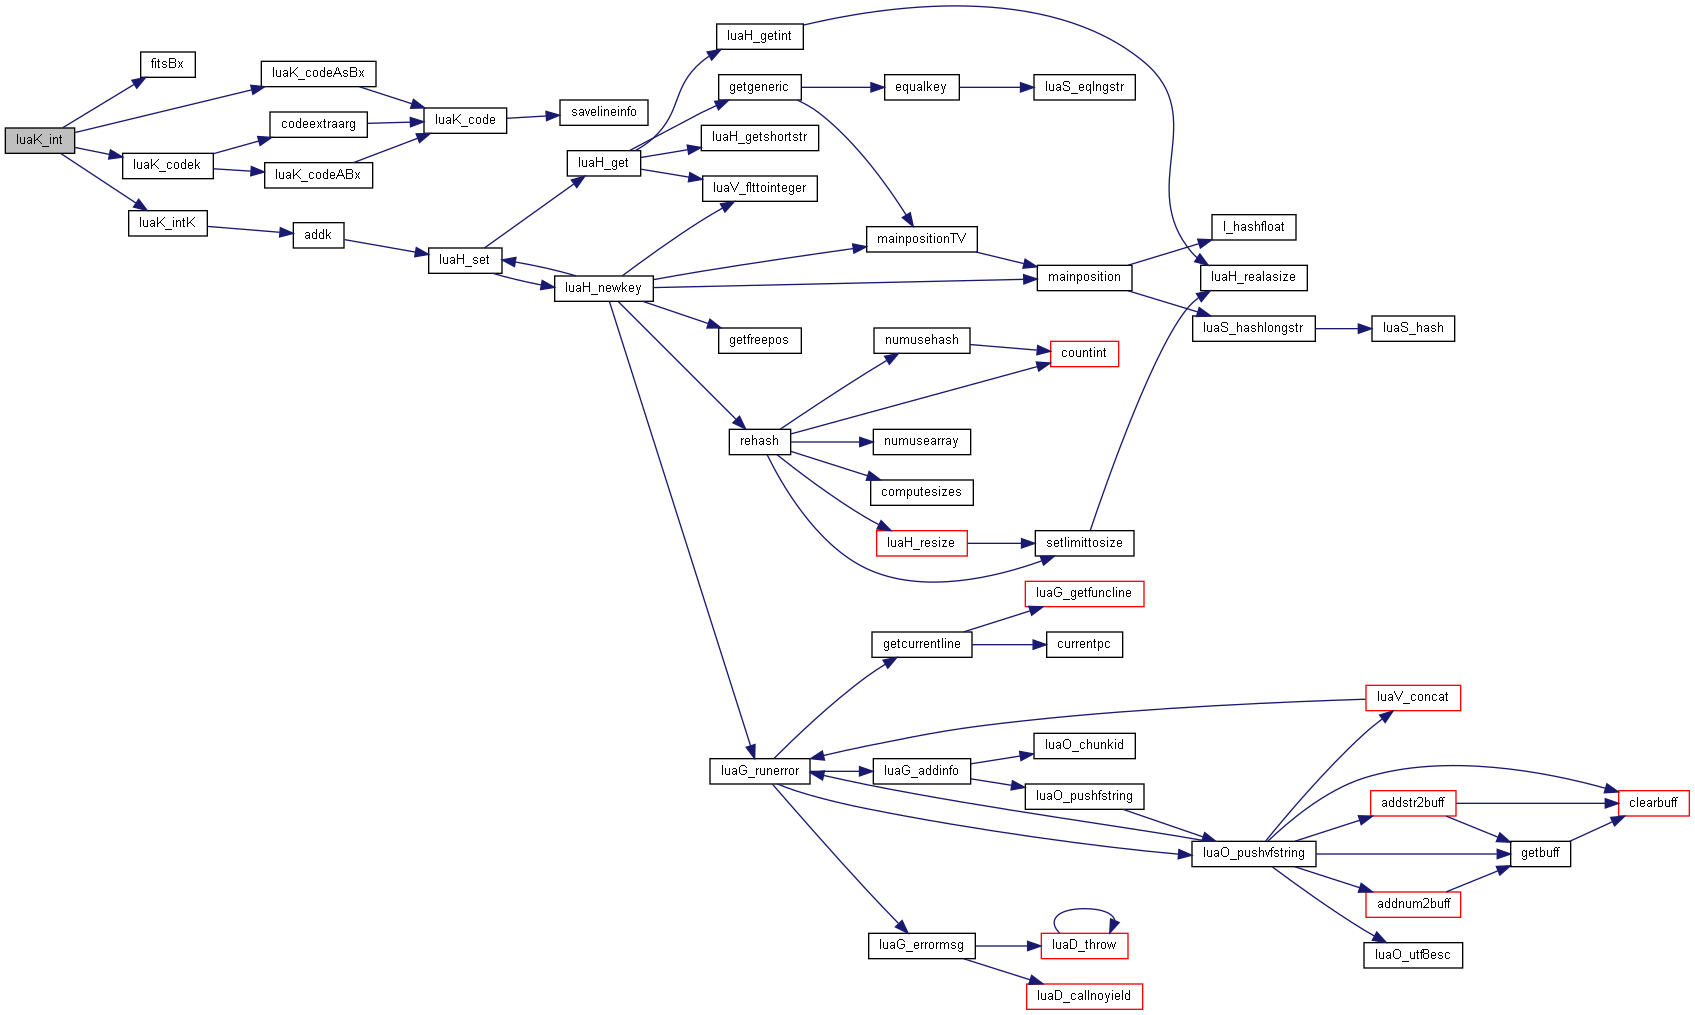 luaH_getint
fitsBx
luaK_codeAsBx
getgeneric
equalkey
luaS_eqlngstr
savelineinfo
luaK_code
codeextraarg
luaK_int
luaH_getshortstr
luaH_get
luaK_codek
luaK_codeABx
luaV_flttointeger
luaK_intK
addk
l_hashfloat
mainpositionTV
luaH_set
luaH_newkey
mainposition
luaH_realasize
getfreepos
numusehash
luaS_hashlongstr
luaS_hash
countint
rehash
numusearray
computesizes
luaH_resize
setlimittosize
luaG_getfuncline
getcurrentline
currentpc
luaV_concat
luaO_chunkid
luaG_runerror
luaG_addinfo
luaO_pushfstring
addstr2buff
clearbuff
luaO_pushvfstring
getbuff
addnum2buff
luaG_errormsg
luaD_throw
luaO_utf8esc
luaD_callnoyield